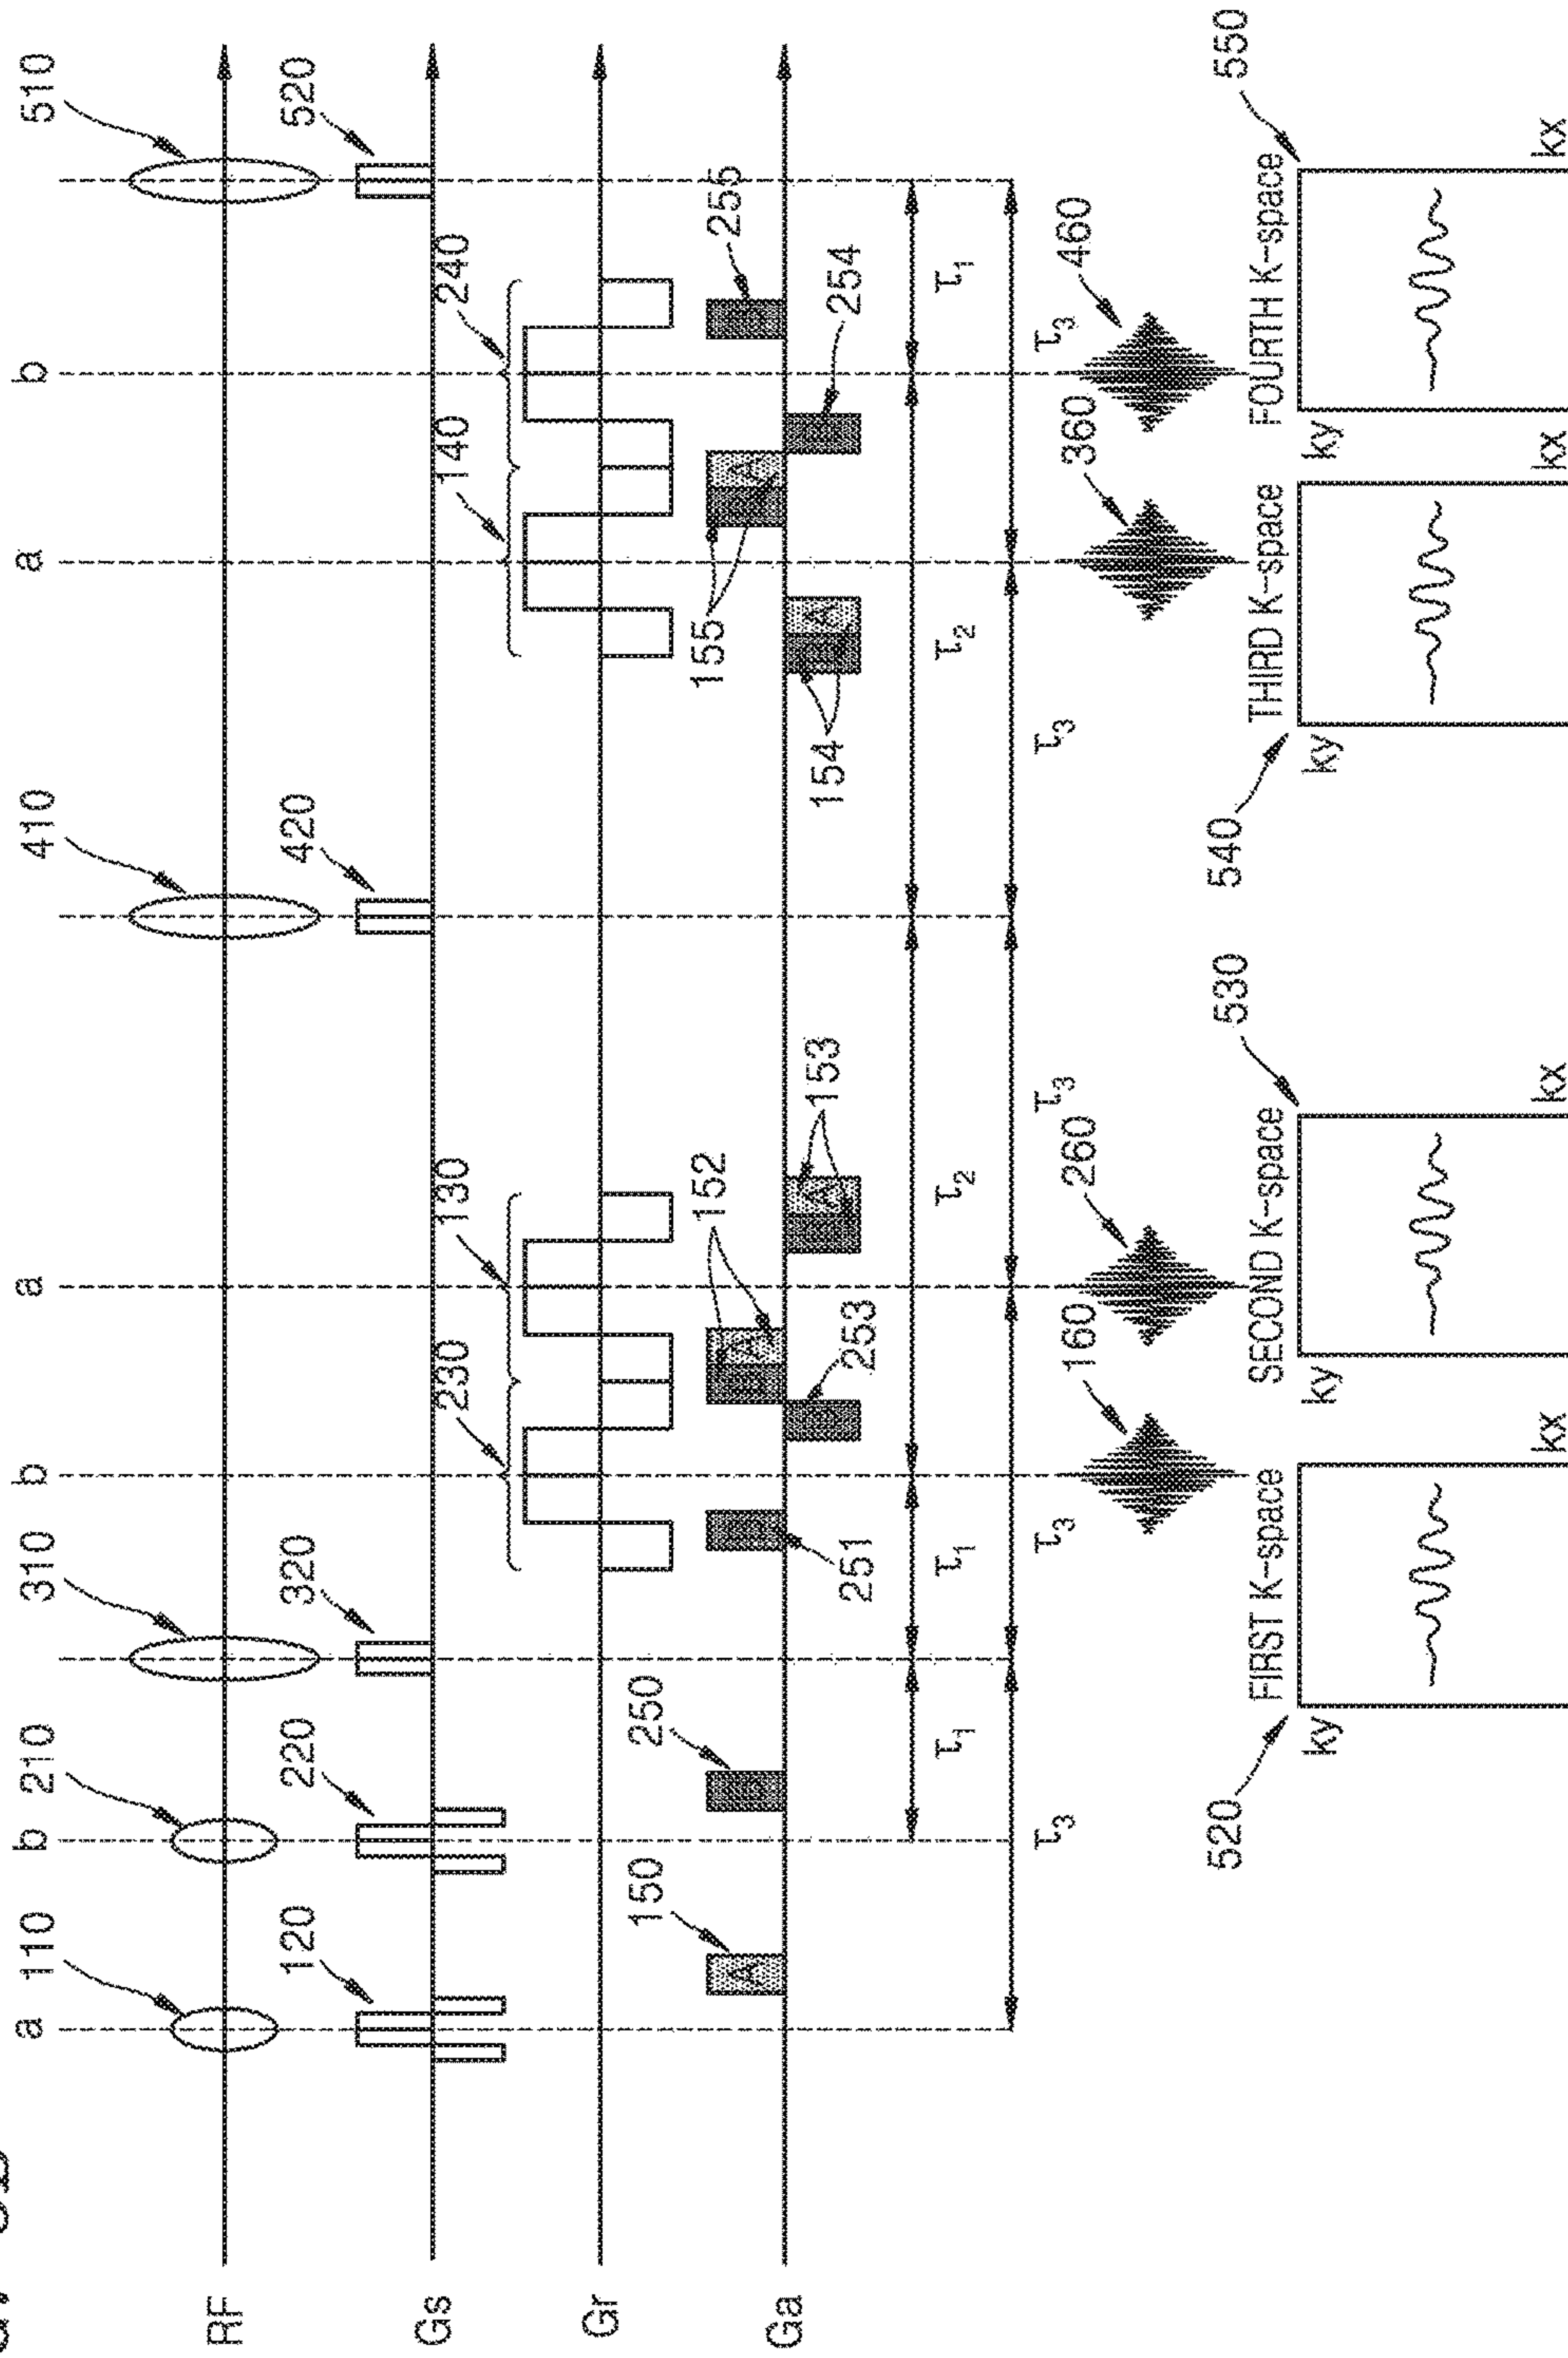 a 110 b 210 310 b a 410 a b 510
RF
120 220 320 420 520
Gs
230 130 140 240
Gr
150 250 152 155 255
A A A
Ga
251 253 A 153 154 A 254
τ1 τ1 τ2 τ2 τ1
τ3 τ3 τ3 τ3 τ3
160 260 360 460
520 FIRST K-space SECOND K-space 530 540 THIRD K-space FOURTH K-space 550
ky kx ky kx ky kx ky kx